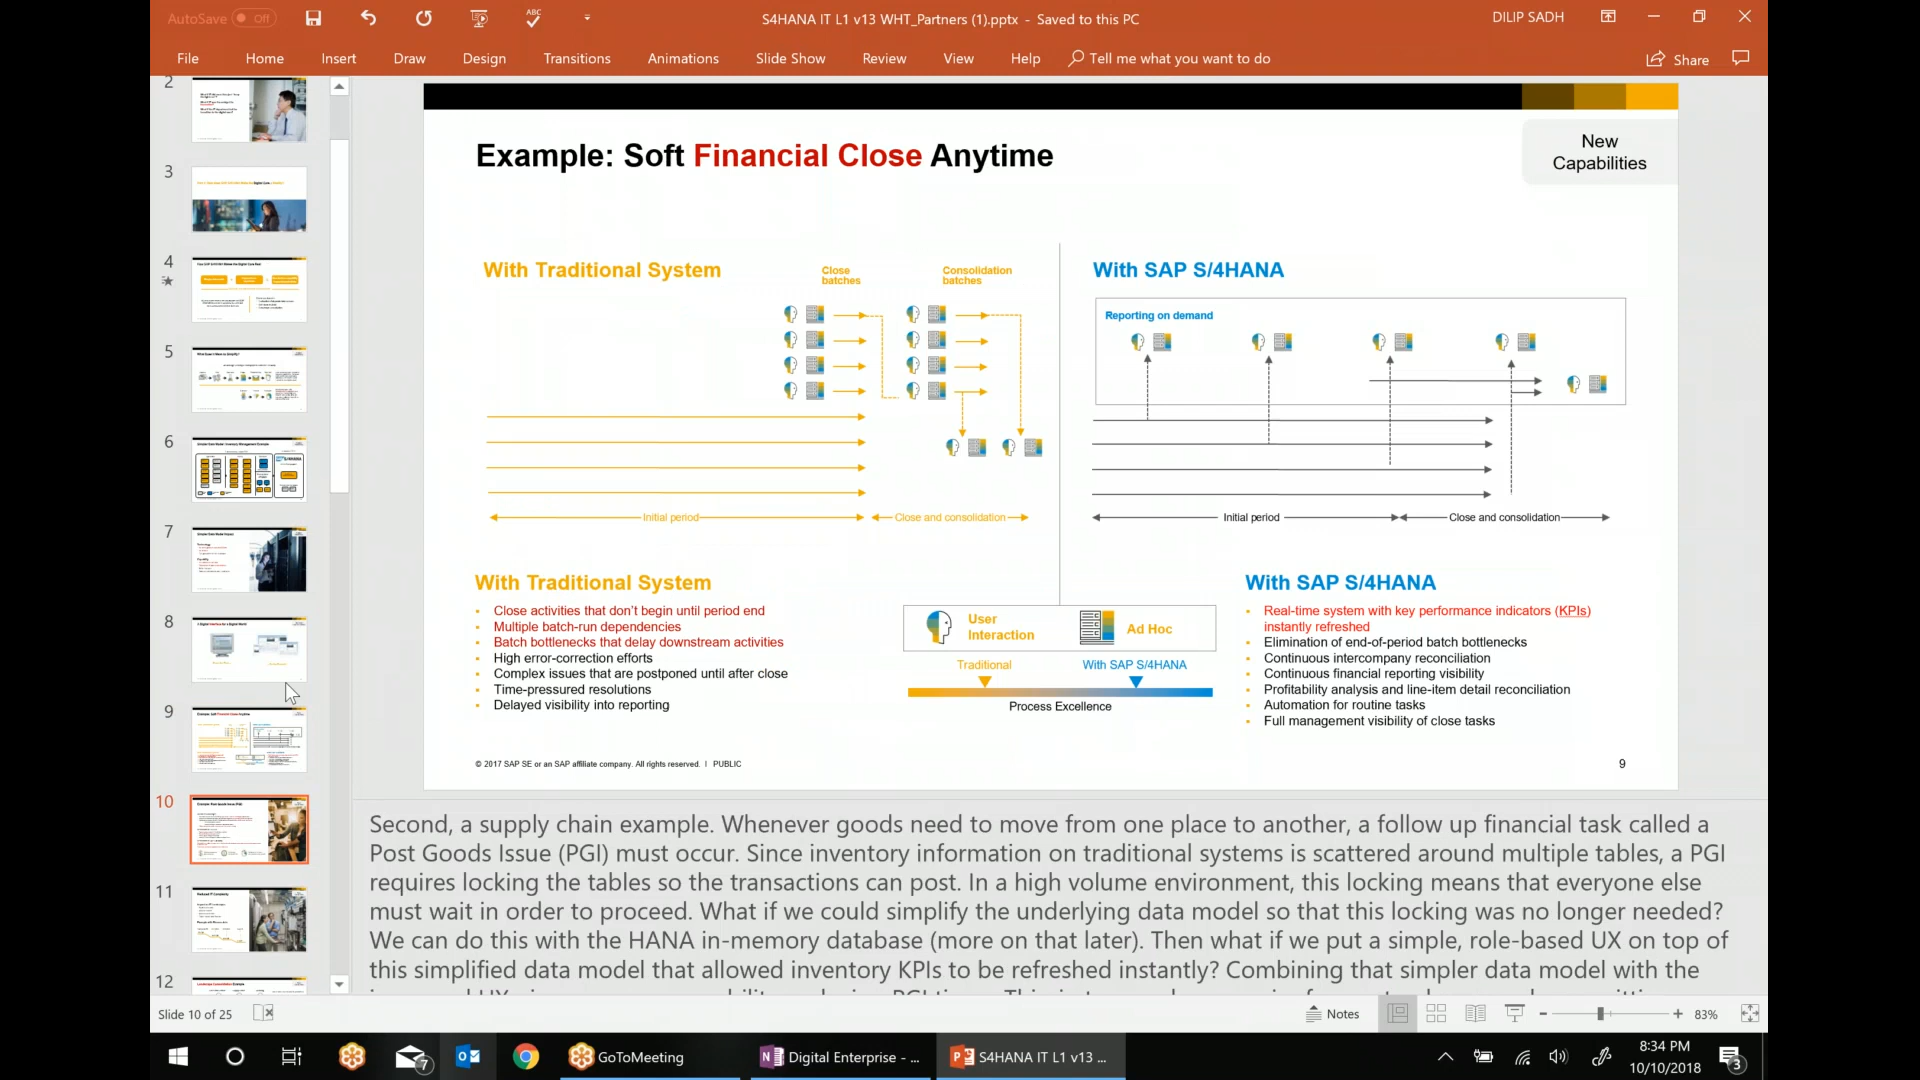 AutoSave Off
ABC
S4HANA IT L1 v13 WHT_Partners (1).pptx - Saved to this PC
DILIP SADH
File Home Insert Draw Design Transitions Animations Slide Show Review View Help Tell me what you want to do
Share
2
3
4
5
6
7
8
9
10
11
12
New
Capabilities
Example: Soft Financial Close Anytime
With Traditional System
Close
batches
Consolidation
batches
Initial period
Close and consolidation
With SAP S/4HANA
Reporting on demand
Initial period
Close and consolidation
With Traditional System
• Close activities that don't begin until period end
• Multiple batch-run dependencies
• Batch bottlenecks that delay downstream activities
• High error-correction efforts
• Complex issues that are postponed until after close
• Time-pressured resolutions
• Delayed visibility into reporting
User
Interaction
Ad Hoc
Traditional
With SAP S/4HANA
Process Excellence
With SAP S/4HANA
• Real-time system with key performance indicators (KPIs)
instantly refreshed
• Elimination of end-of-period batch bottlenecks
• Continuous intercompany reconciliation
• Continuous financial reporting visibility
• Profitability analysis and line-item detail reconciliation
• Automation for routine tasks
• Full management visibility of close tasks
© 2017 SAP SE or an SAP affiliate company. All rights reserved. I PUBLIC
9
Second, a supply chain example. Whenever goods need to move from one place to another, a follow up financial task called a
Post Goods Issue (PGI) must occur. Since inventory information on traditional systems is scattered around multiple tables, a PGI
requires locking the tables so the transactions can post. In a high volume environment, this locking means that everyone else
must wait in order to proceed. What if we could simplify the underlying data model so that this locking was no longer needed?
We can do this with the HANA in-memory database (more on that later). Then what if we put a simple, role-based UX on top of
this simplified data model that allowed inventory KPIs to be refreshed instantly? Combining that simpler data model with the
Slide 10 of 25
Notes
83%
7
GoToMeeting
Digital Enterprise - ...
S4HANA IT L1 v13 ...
8:34 PM
10/10/2018
3